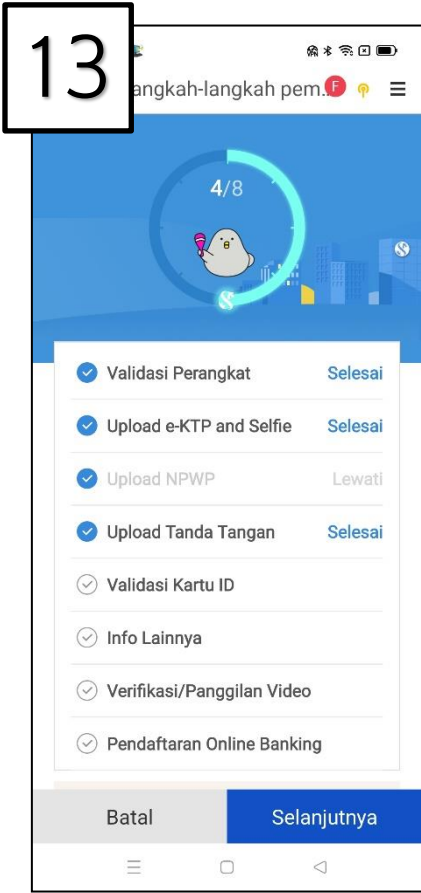 13
angkah-langkah pem..
F
4/8
Validasi Perangkat Selesai
Upload e-KTP and Selfie Selesai
Upload NPWP Lewati
Upload Tanda Tangan Selesai
Validasi Kartu ID
Info Lainnya
Verifikasi/Panggilan Video
Pendaftaran Online Banking
Batal Selanjutnya